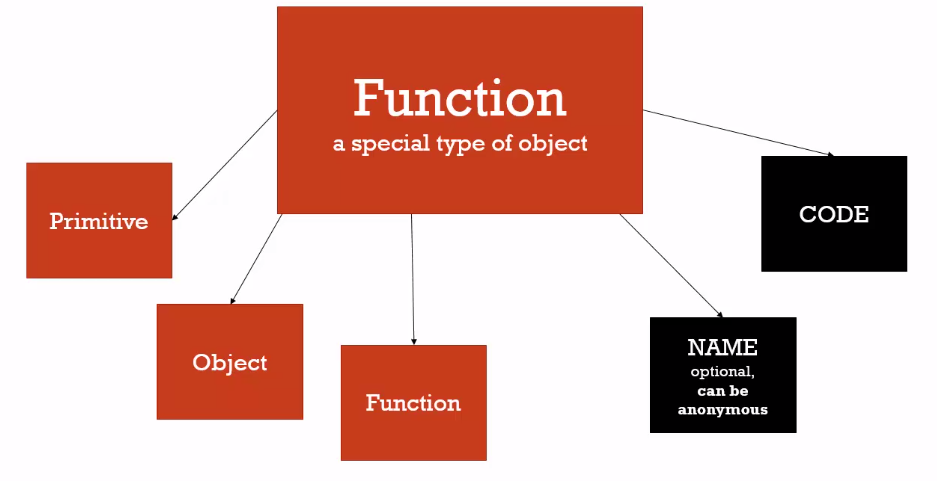 Function
a special type of object
Primitive
CODE
Object
Function
NAME
optional,
can be
anonymous